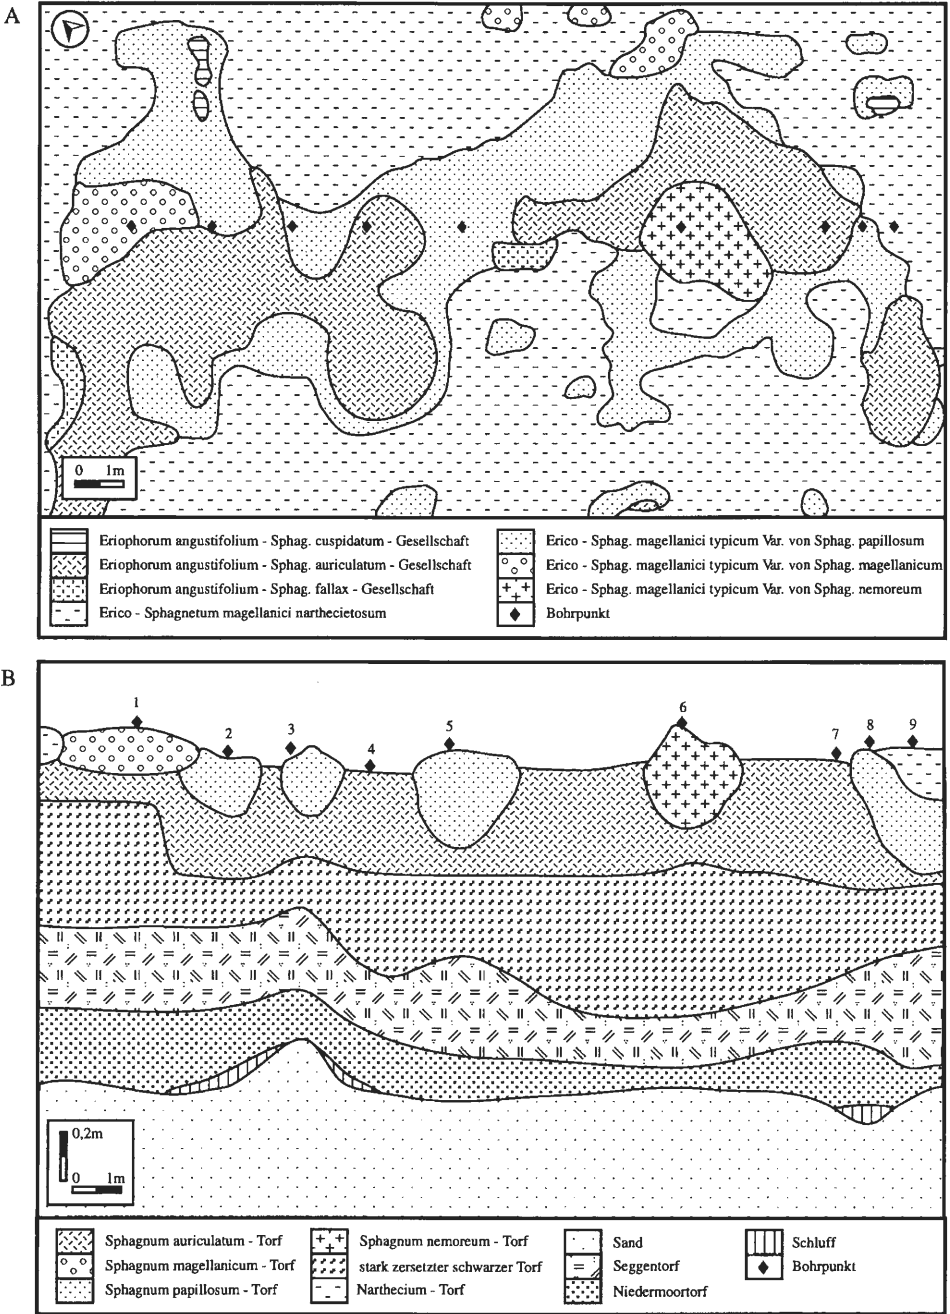 A
0 1m
Eriophorum angustifolium - Sphag. cuspidatum - Gesellschaft
Eriophorum angustifolium - Sphag. auriculatum - Gesellschaft
Eriophorum angustifolium - Sphag. fallax - Gesellschaft
Erico - Sphagnetum magellanici narthecietosum
Erico - Sphag. magellanici typicum Var. von Sphag. papillosum
Erico - Sphag. magellanici typicum Var. von Sphag. magellanicum
Erico - Sphag. magellanici typicum Var. von Sphag. nemoreum
Bohrpunkt
B
1 2 3 4 5 6 7 8 9
0,2m
0 1m
Sphagnum auriculatum - Torf
Sphagnum magellanicum - Torf
Sphagnum papillosum - Torf
Sphagnum nemoreum - Torf
stark zersetzter schwarzer Torf
Narthecium - Torf
Sand
Seggentorf
Niedermoortorf
Schluff
Bohrpunkt